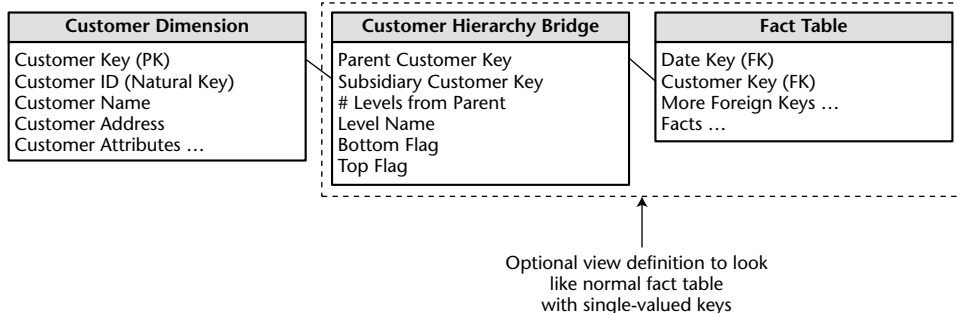 Customer Dimension
Customer Key (PK)
Customer ID (Natural Key)
Customer Name
Customer Address
Customer Attributes …
Customer Hierarchy Bridge
Parent Customer Key
Subsidiary Customer Key
# Levels from Parent
Level Name
Bottom Flag
Top Flag
Fact Table
Date Key (FK)
Customer Key (FK)
More Foreign Keys …
Facts …
Optional view definition to look
like normal fact table
with single-valued keys